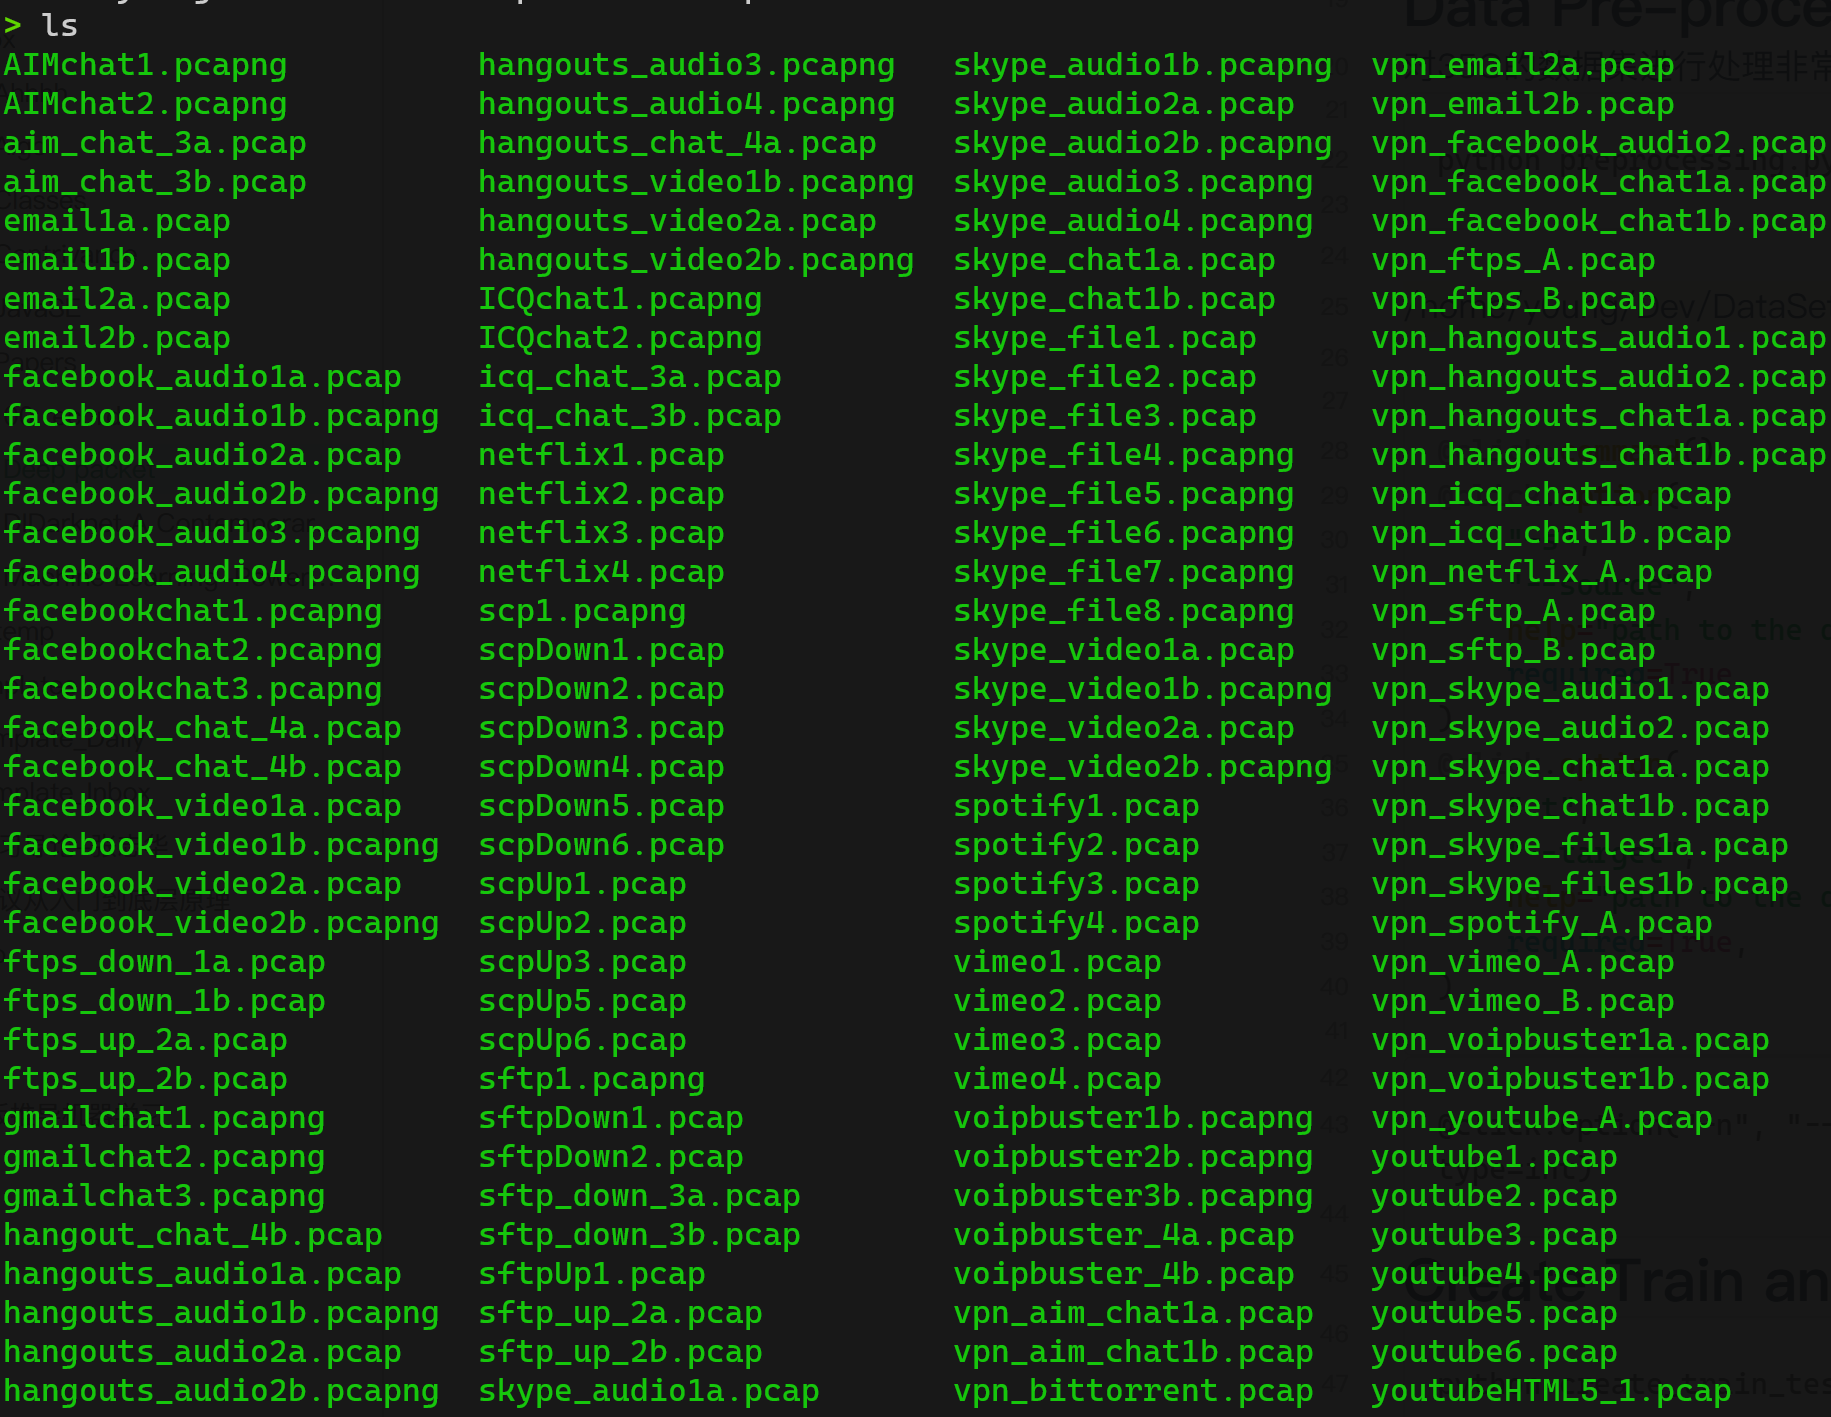 > ls
AIMchat1.pcapng hangouts_audio3.pcapng skype_audio1b.pcapng vpn_email2a.pcap
AIMchat2.pcapng hangouts_audio4.pcapng skype_audio2a.pcap vpn_email2b.pcap
aim_chat_3a.pcap hangouts_chat_4a.pcap skype_audio2b.pcapng vpn_facebook_audio2.pcap
aim_chat_3b.pcap hangouts_video1b.pcapng skype_audio3.pcapng vpn_facebook_chat1a.pcap
email1a.pcap hangouts_video2a.pcap skype_audio4.pcapng vpn_facebook_chat1b.pcap
email1b.pcap hangouts_video2b.pcapng skype_chat1a.pcap vpn_ftps_A.pcap
email2a.pcap ICQchat1.pcapng skype_chat1b.pcap vpn_ftps_B.pcap
email2b.pcap ICQchat2.pcapng skype_file1.pcap vpn_hangouts_audio1.pcap
facebook_audio1a.pcap icq_chat_3a.pcap skype_file2.pcap vpn_hangouts_audio2.pcap
facebook_audio1b.pcapng icq_chat_3b.pcap skype_file3.pcap vpn_hangouts_chat1a.pcap
facebook_audio2a.pcap netflix1.pcap skype_file4.pcapng vpn_hangouts_chat1b.pcap
facebook_audio2b.pcapng netflix2.pcap skype_file5.pcapng vpn_icq_chat1a.pcap
facebook_audio3.pcapng netflix3.pcap skype_file6.pcapng vpn_icq_chat1b.pcap
facebook_audio4.pcapng netflix4.pcap skype_file7.pcapng vpn_netflix_A.pcap
facebookchat1.pcapng scp1.pcapng skype_file8.pcapng vpn_sftp_A.pcap
facebookchat2.pcapng scpDown1.pcap skype_video1a.pcap vpn_sftp_B.pcap
facebookchat3.pcapng scpDown2.pcap skype_video1b.pcapng vpn_skype_audio1.pcap
facebook_chat_4a.pcap scpDown3.pcap skype_video2a.pcap vpn_skype_audio2.pcap
facebook_chat_4b.pcap scpDown4.pcap skype_video2b.pcapng vpn_skype_chat1a.pcap
facebook_video1a.pcap scpDown5.pcap spotify1.pcap vpn_skype_chat1b.pcap
facebook_video1b.pcapng scpDown6.pcap spotify2.pcap vpn_skype_files1a.pcap
facebook_video2a.pcap scpUp1.pcap spotify3.pcap vpn_skype_files1b.pcap
facebook_video2b.pcapng scpUp2.pcap spotify4.pcap vpn_spotify_A.pcap
ftps_down_1a.pcap scpUp3.pcap vimeo1.pcap vpn_vimeo_A.pcap
ftps_down_1b.pcap scpUp5.pcap vimeo2.pcap vpn_vimeo_B.pcap
ftps_up_2a.pcap scpUp6.pcap vimeo3.pcap vpn_voipbuster1a.pcap
ftps_up_2b.pcap sftp1.pcapng vimeo4.pcap vpn_voipbuster1b.pcap
gmailchat1.pcapng sftpDown1.pcap voipbuster1b.pcapng vpn_youtube_A.pcap
gmailchat2.pcapng sftpDown2.pcap voipbuster2b.pcapng youtube1.pcap
gmailchat3.pcapng sftp_down_3a.pcap voipbuster3b.pcapng youtube2.pcap
hangout_chat_4b.pcap sftp_down_3b.pcap voipbuster_4a.pcap youtube3.pcap
hangouts_audio1a.pcap sftpUp1.pcap voipbuster_4b.pcap youtube4.pcap
hangouts_audio1b.pcapng sftp_up_2a.pcap vpn_aim_chat1a.pcap youtube5.pcap
hangouts_audio2a.pcap sftp_up_2b.pcap vpn_aim_chat1b.pcap youtube6.pcap
hangouts_audio2b.pcapng skype_audio1a.pcap vpn_bittorrent.pcap youtubeHTML5_1.pcap